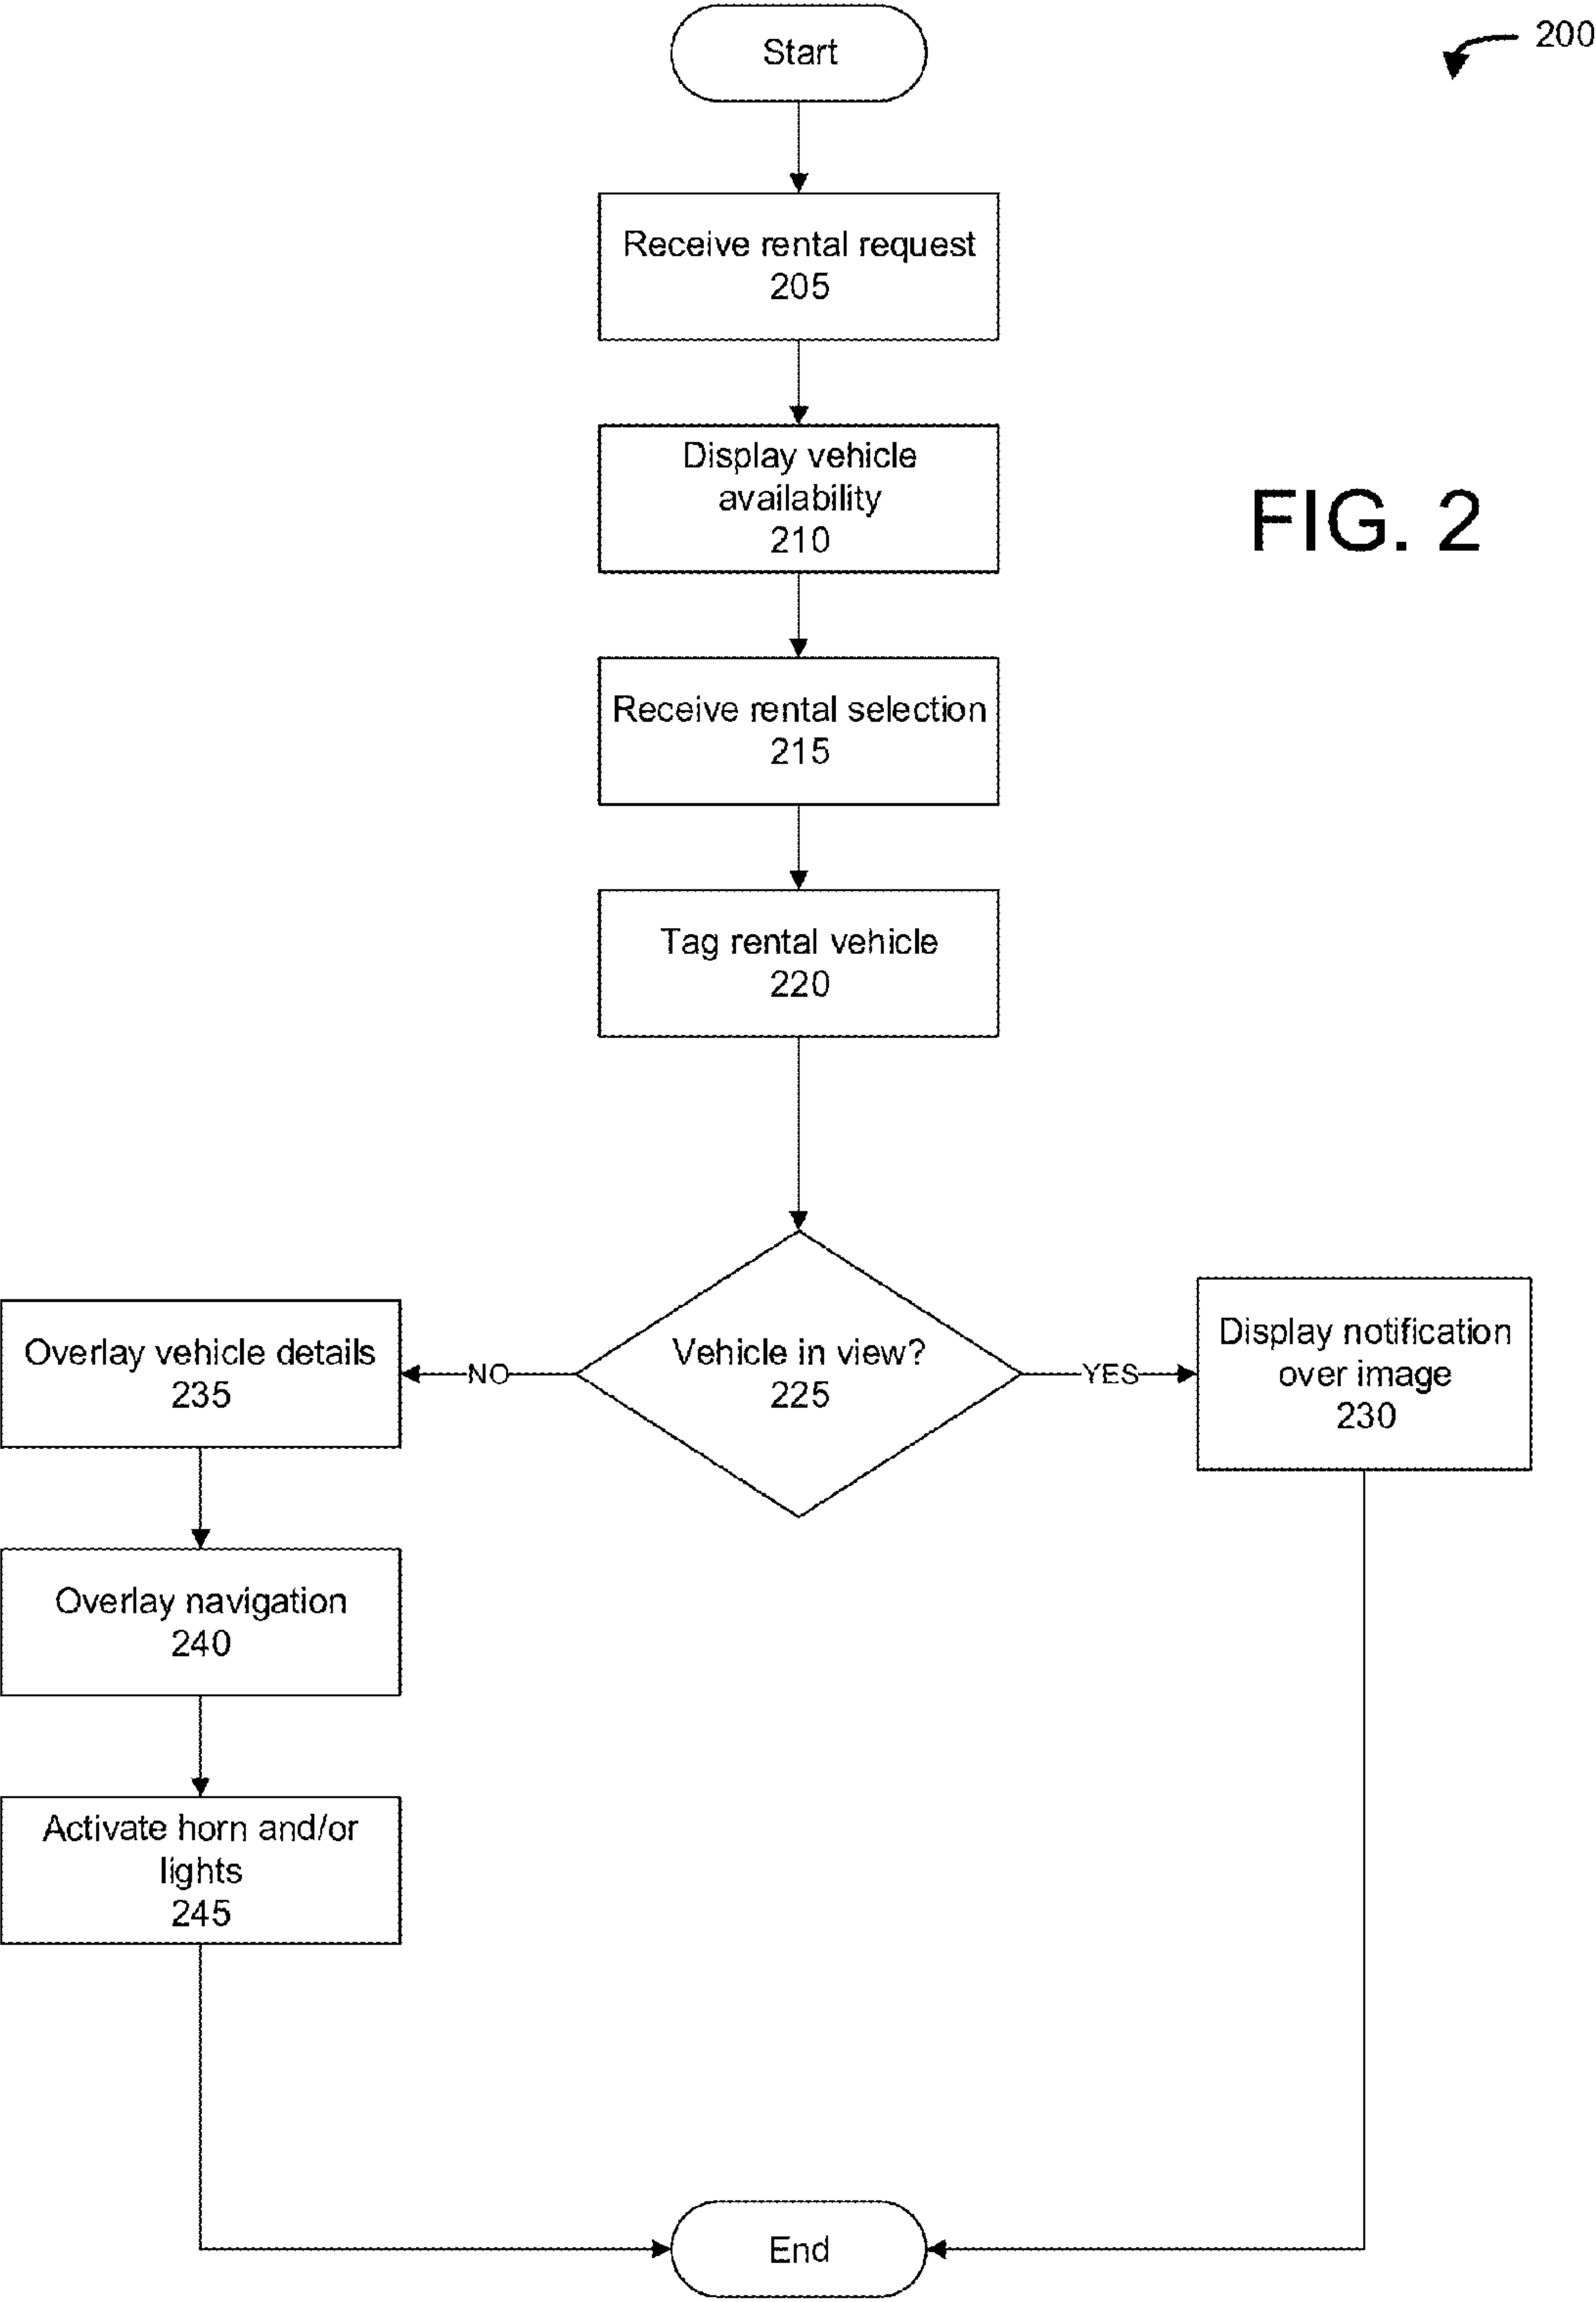 Start
200
Receive rental request
205
Display vehicle
availability
210
FIG. 2
Receive rental selection
215
Tag rental vehicle
220
Overlay vehicle details
235
NO
Vehicle in view?
225
YES
Display notification
over image
230
Overlay navigation
240
Activate horn and/or
lights
245
End